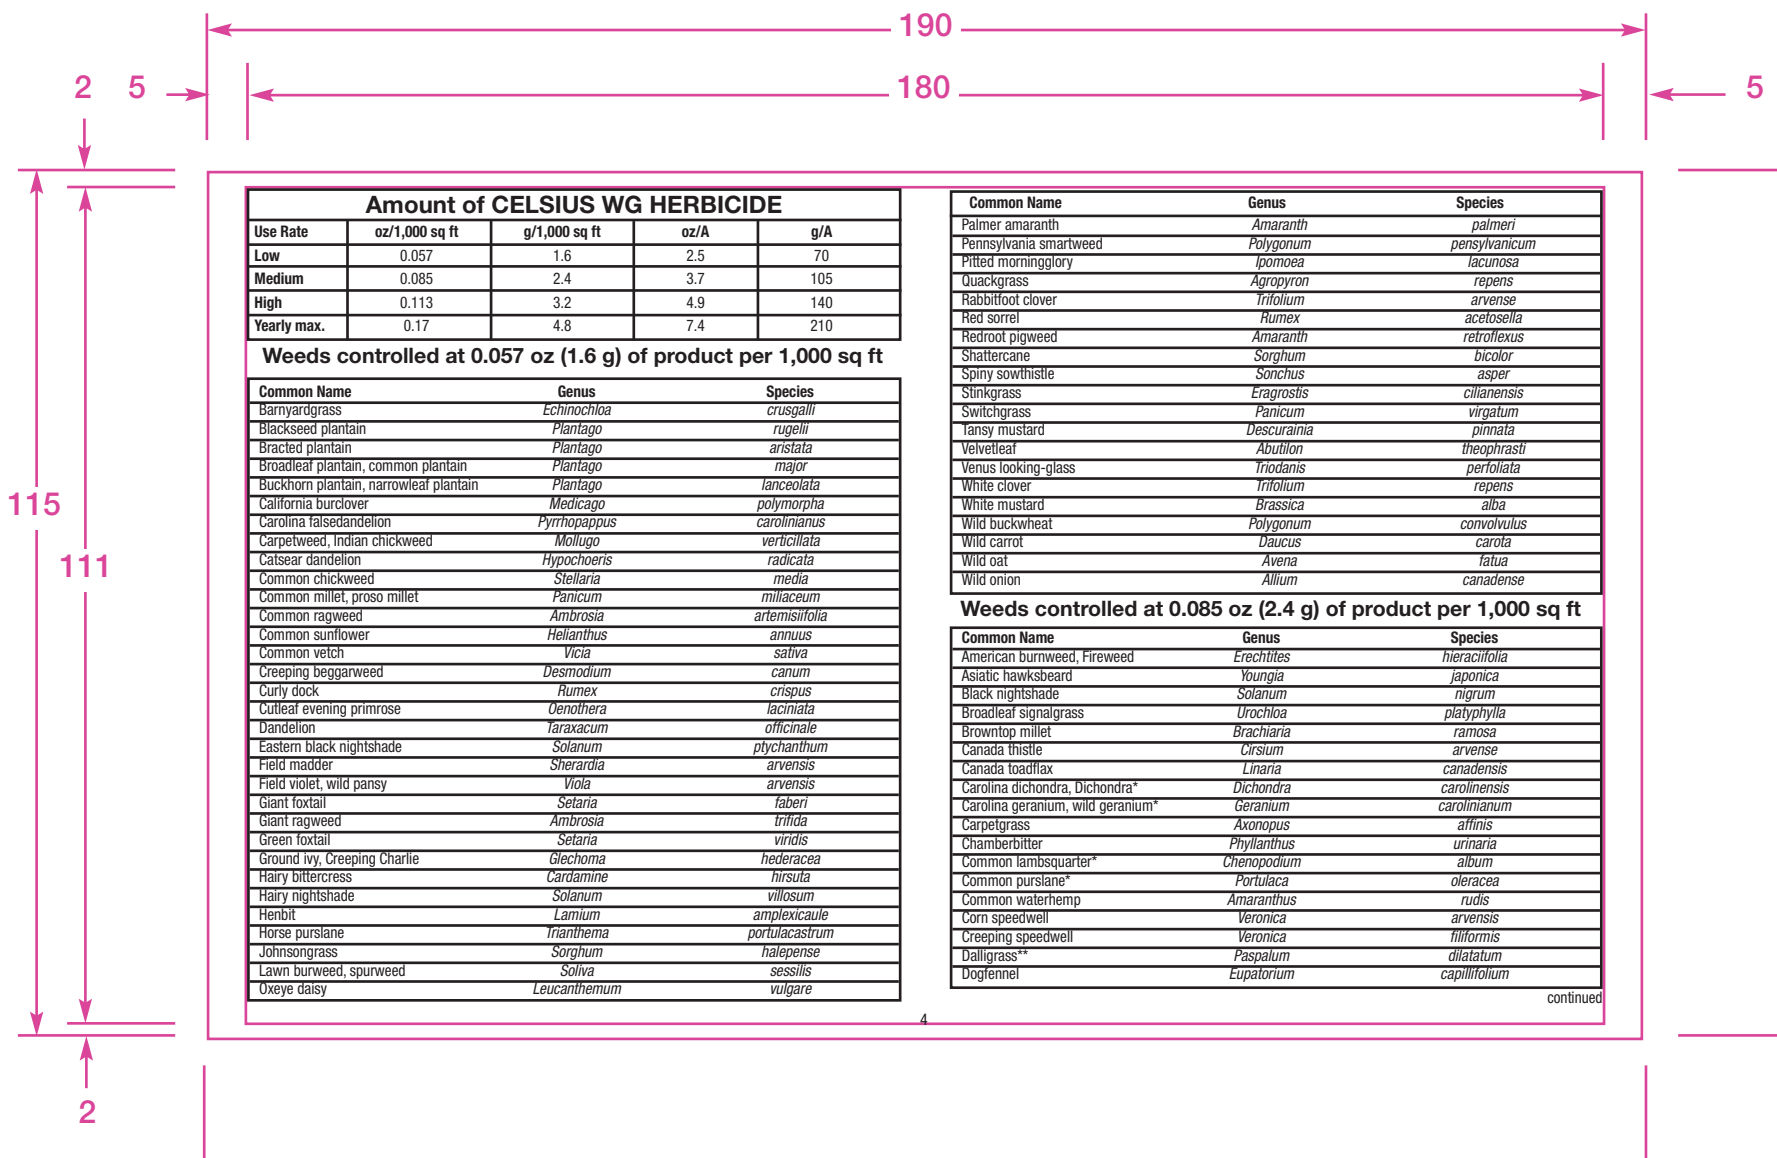 190
2 5 180 5
Amount of CELSIUS WG HERBICIDE
Use Rate oz/1,000 sq ft g/1,000 sq ft oz/A g/A
Low 0.057 1.6 2.5 70
Medium 0.085 2.4 3.7 105
High 0.113 3.2 4.9 140
Yearly max. 0.17 4.8 7.4 210
Weeds controlled at 0.057 oz (1.6 g) of product per 1,000 sq ft
Common Name Genus Species
Barnyardgrass Echinochloa crusgalli
Blackseed plantain Plantago rugelii
Bracted plantain Plantago aristata
Broadleaf plantain, common plantain Plantago major
Buckhorn plantain, narrowleaf plantain Plantago lanceolata
California burclover Medicago polymorpha
Carolina falsedandelion Pyrrhopappus carolinianus
Carpetweed, Indian chickweed Mollugo verticillata
Catsear dandelion Hypochoeris radicata
Common chickweed Stellaria media
Common millet, proso millet Panicum miliaceum
Common ragweed Ambrosia artemisiifolia
Common sunflower Helianthus annuus
Common vetch Vicia sativa
Creeping beggarweed Desmodium canum
Curly dock Rumex crispus
Cutleaf evening primrose Oenothera laciniata
Dandelion Taraxacum officinale
Eastern black nightshade Solanum ptychanthum
Field madder Sherardia arvensis
Field violet, wild pansy Viola arvensis
Giant foxtail Setaria faberi
Giant ragweed Ambrosia trifida
Green foxtail Setaria viridis
Ground ivy, Creeping Charlie Glechoma hederacea
Hairy bittercress Cardamine hirsuta
Hairy nightshade Solanum villosum
Henbit Lamium amplexicaule
Horse purslane Trianthema portulacastrum
Johnsongrass Sorghum halepense
Lawn burweed, spurweed Soliva sessilis
Oxeye daisy Leucanthemum vulgare
Common Name Genus Species
Palmer amaranth Amaranth palmeri
Pennsylvania smartweed Polygonum pensylvanicum
Pitted morningglory Ipomoea lacunosa
Quackgrass Agropyron repens
Rabbitfoot clover Trifolium arvense
Red sorrel Rumex acetosella
Redroot pigweed Amaranth retroflexus
Shattercane Sorghum bicolor
Spiny sowthistle Sonchus asper
Stinkgrass Eragrostis cilianensis
Switchgrass Panicum virgatum
Tansy mustard Descurainia pinnata
Velvetleaf Abutilon theophrasti
Venus looking-glass Triodanis perfoliata
White clover Trifolium repens
White mustard Brassica alba
Wild buckwheat Polygonum convolvulus
Wild carrot Daucus carota
Wild oat Avena fatua
Wild onion Allium canadense
Weeds controlled at 0.085 oz (2.4 g) of product per 1,000 sq ft
Common Name Genus Species
American burnweed, Fireweed Erechtites hieraciifolia
Asiatic hawksbeard Youngia japonica
Black nightshade Solanum nigrum
Broadleaf signalgrass Urochloa platyphylla
Browntop millet Brachiaria ramosa
Canada thistle Cirsium arvense
Canada toadflax Linaria canadensis
Carolina dichondra, Dichondra* Dichondra carolinensis
Carolina geranium, wild geranium* Geranium carolinianum
Carpetgrass Axonopus affinis
Chamberbitter Phyllanthus urinaria
Common lambsquarter* Chenopodium album
Common purslane* Portulaca oleracea
Common waterhemp Amaranthus rudis
Corn speedwell Veronica arvensis
Creeping speedwell Veronica filiformis
Dalligrass** Paspalum dilatatum
Dogfennel Eupatorium capillifolium
continued
4
115
111
2